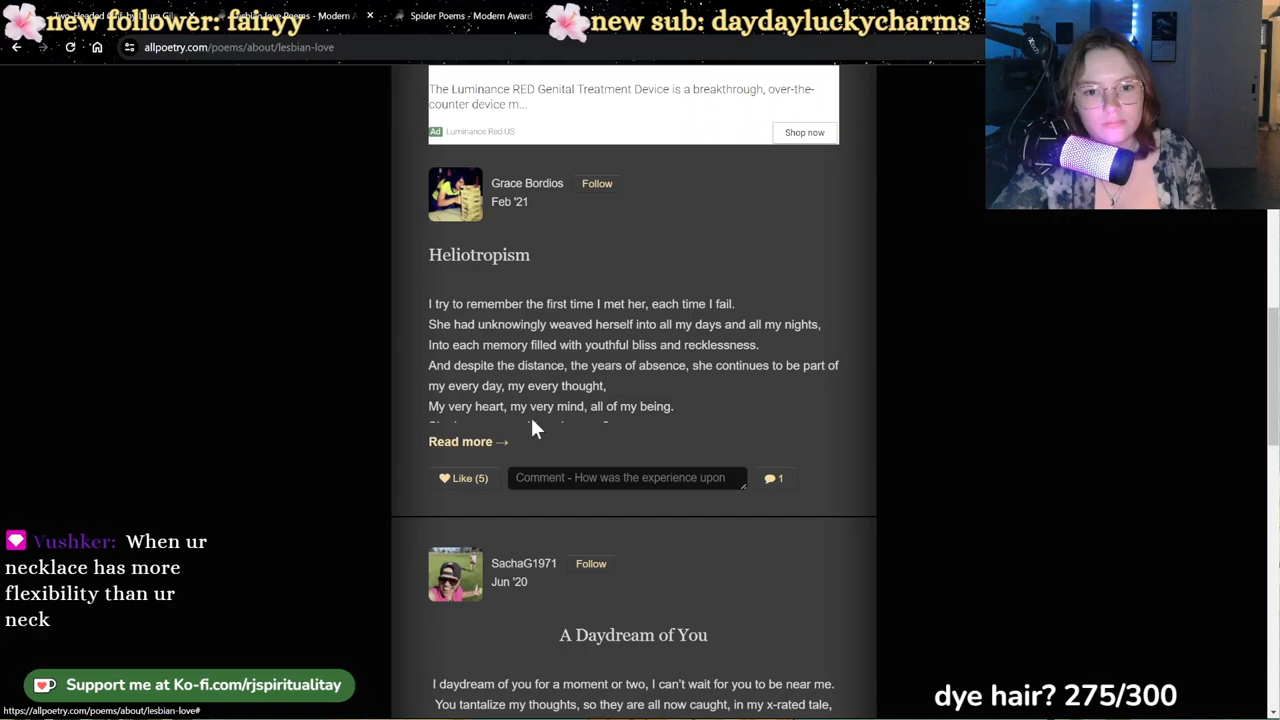 new follower: fairyy
new sub: daydayluckycharms
Spider Poems - Modern Award
allpoetry.com/poems/about/lesbian-love
The Luminance RED Genital Treatment Device is a breakthrough, over-the-
counter device m...
Ad Luminance Red US
Shop now
Grace Bordios Follow
Feb '21
Heliotropism
I try to remember the first time I met her, each time I fail.
She had unknowingly weaved herself into all my days and all my nights,
Into each memory filled with youthful bliss and recklessness.
And despite the distance, the years of absence, she continues to be part of
my every day, my every thought,
My very heart, my very mind, all of my being.
Read more →
Like (5)
Comment - How was the experience upon
1
SachaG1971 Follow
Jun '20
A Daydream of You
I daydream of you for a moment or two, I can't wait for you to be near me.
You tantalize my thoughts, so they are all now caught, in my x-rated tale,
Vushker: When ur
necklace has more
flexibility than ur
neck
Support me at Ko-fi.com/rjspiritualitay
https://allpoetry.com/poems/about/lesbian-love#
dye hair? 275/300